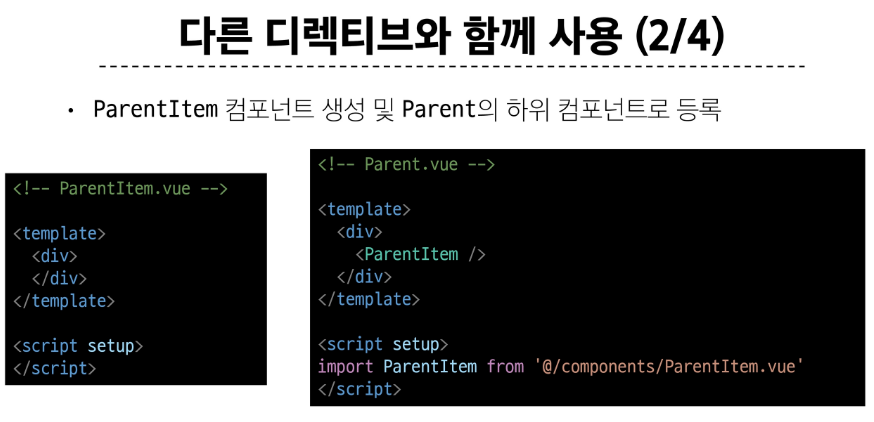 다른 디렉티브와 함께 사용 (2/4)
• ParentItem 컴포넌트 생성 및 Parent의 하위 컴포넌트로 등록
<!-- ParentItem.vue -->
<template>
  <div>
  </div>
</template>
<script setup>
</script>
<!-- Parent.vue -->
<template>
  <div>
    <ParentItem />
  </div>
</template>
<script setup>
import ParentItem from '@/components/ParentItem.vue'
</script>